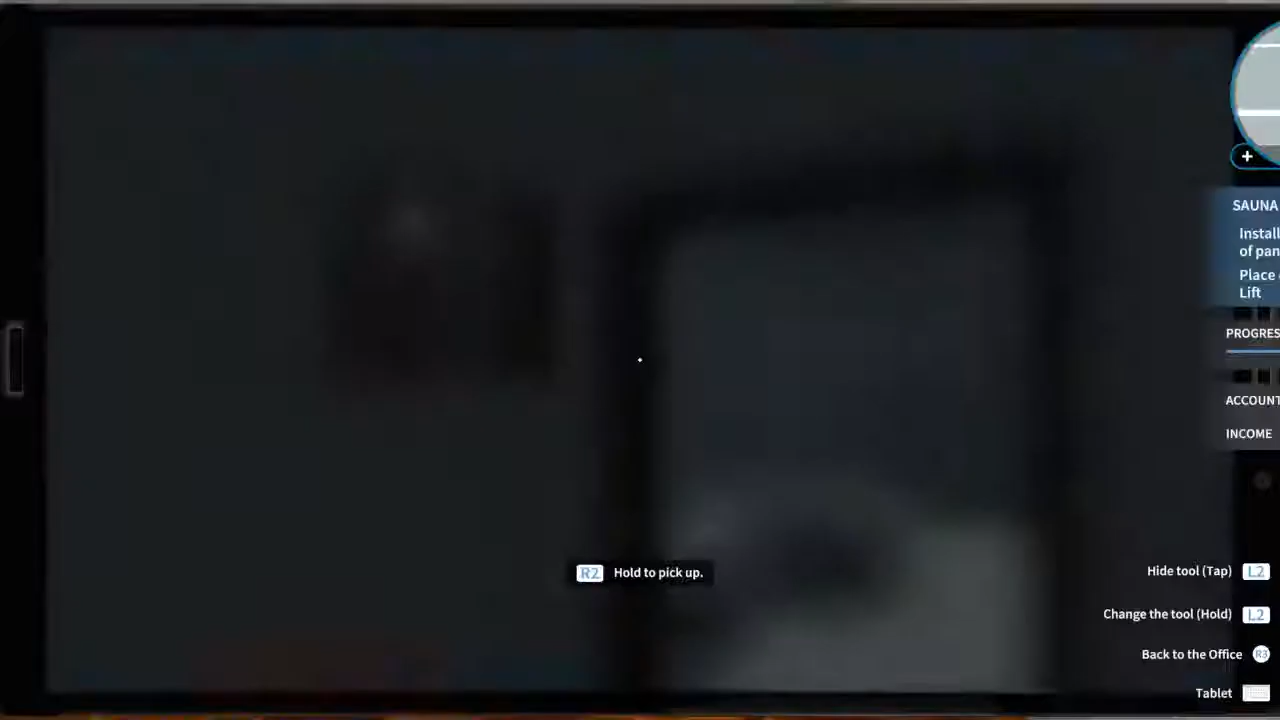 +
SAUNA
Install
of pan
Place
Lift
PROGRES
ACCOUNT
INCOME
R2 Hold to pick up.
Hide tool (Tap) L2
Change the tool (Hold) L2
Back to the Office R3
Tablet